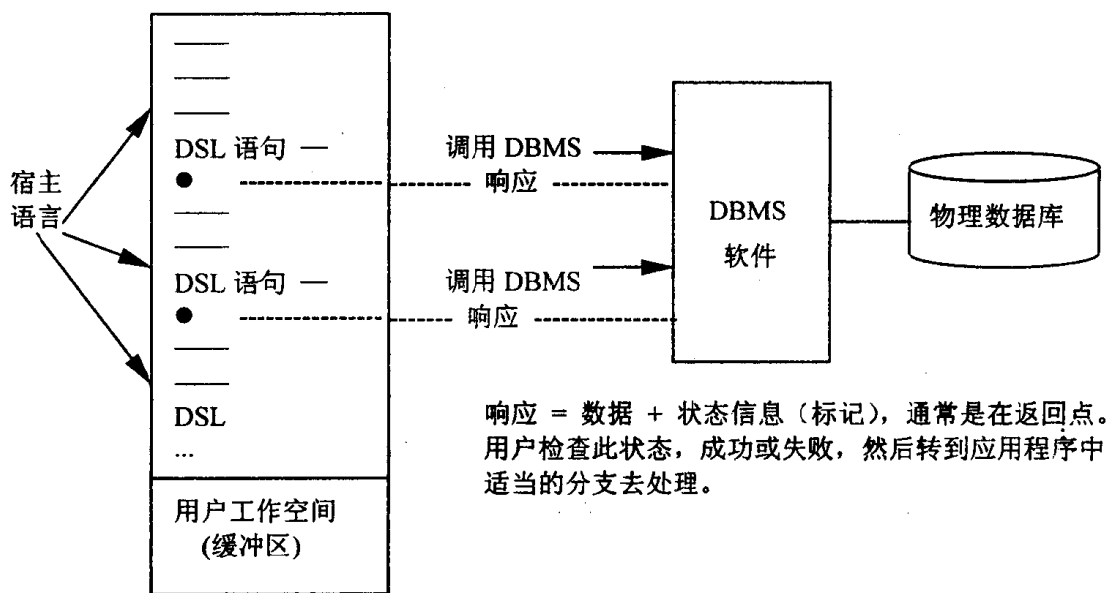 DSL 语句 —
调用 DBMS
响应
宿主
语言
DBMS
软件
物理数据库
DSL 语句 —
调用 DBMS
响应
DSL
...
响应 = 数据 + 状态信息（标记），通常是在返回点。
用户检查此状态，成功或失败，然后转到应用程序中
适当的分支去处理。
用户工作空间
(缓冲区)